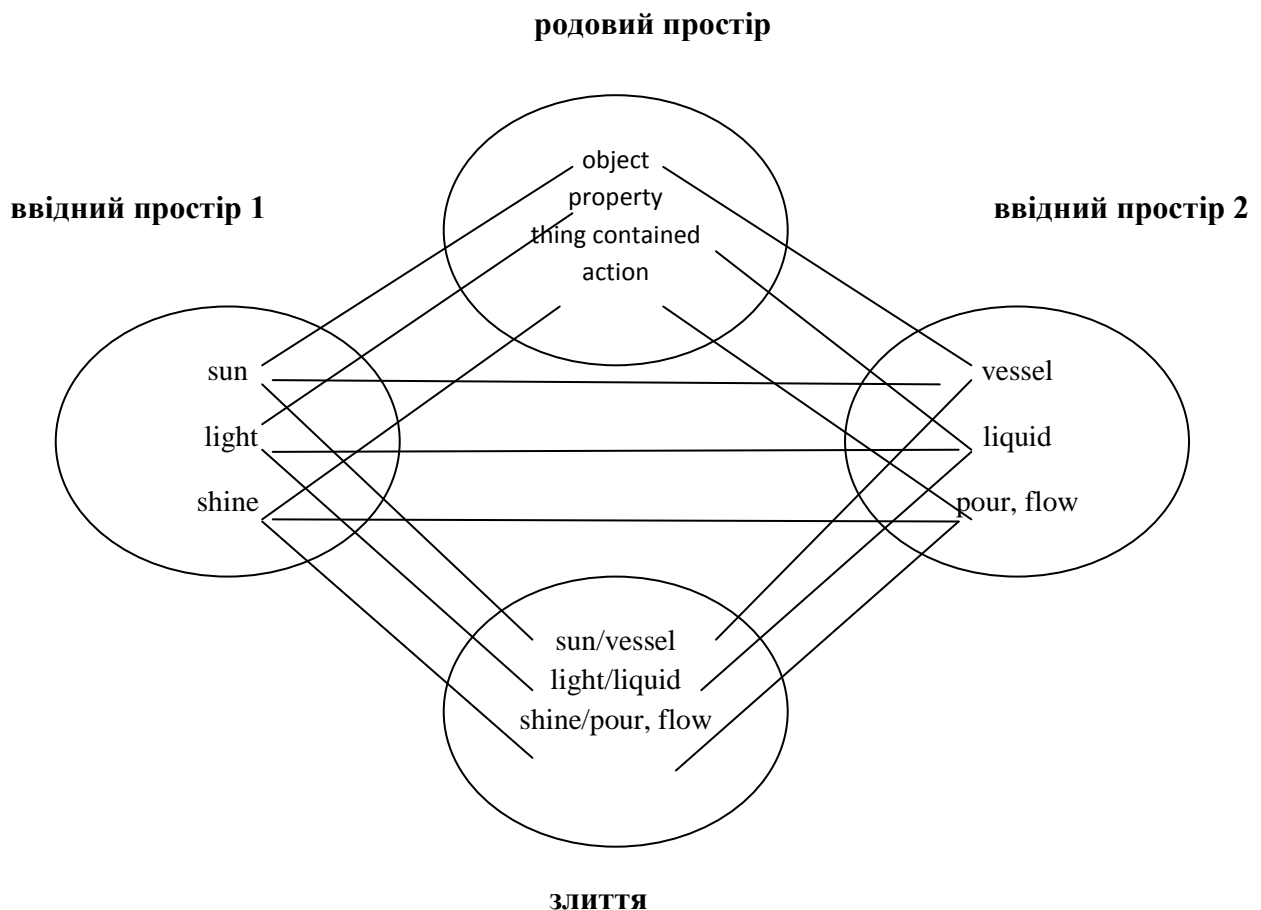 родовий простір
object
property
thing contained
action
ввідний простір 1
ввідний простір 2
sun
light
shine
vessel
liquid
pour, flow
sun/vessel
light/liquid
shine/pour, flow
злиття